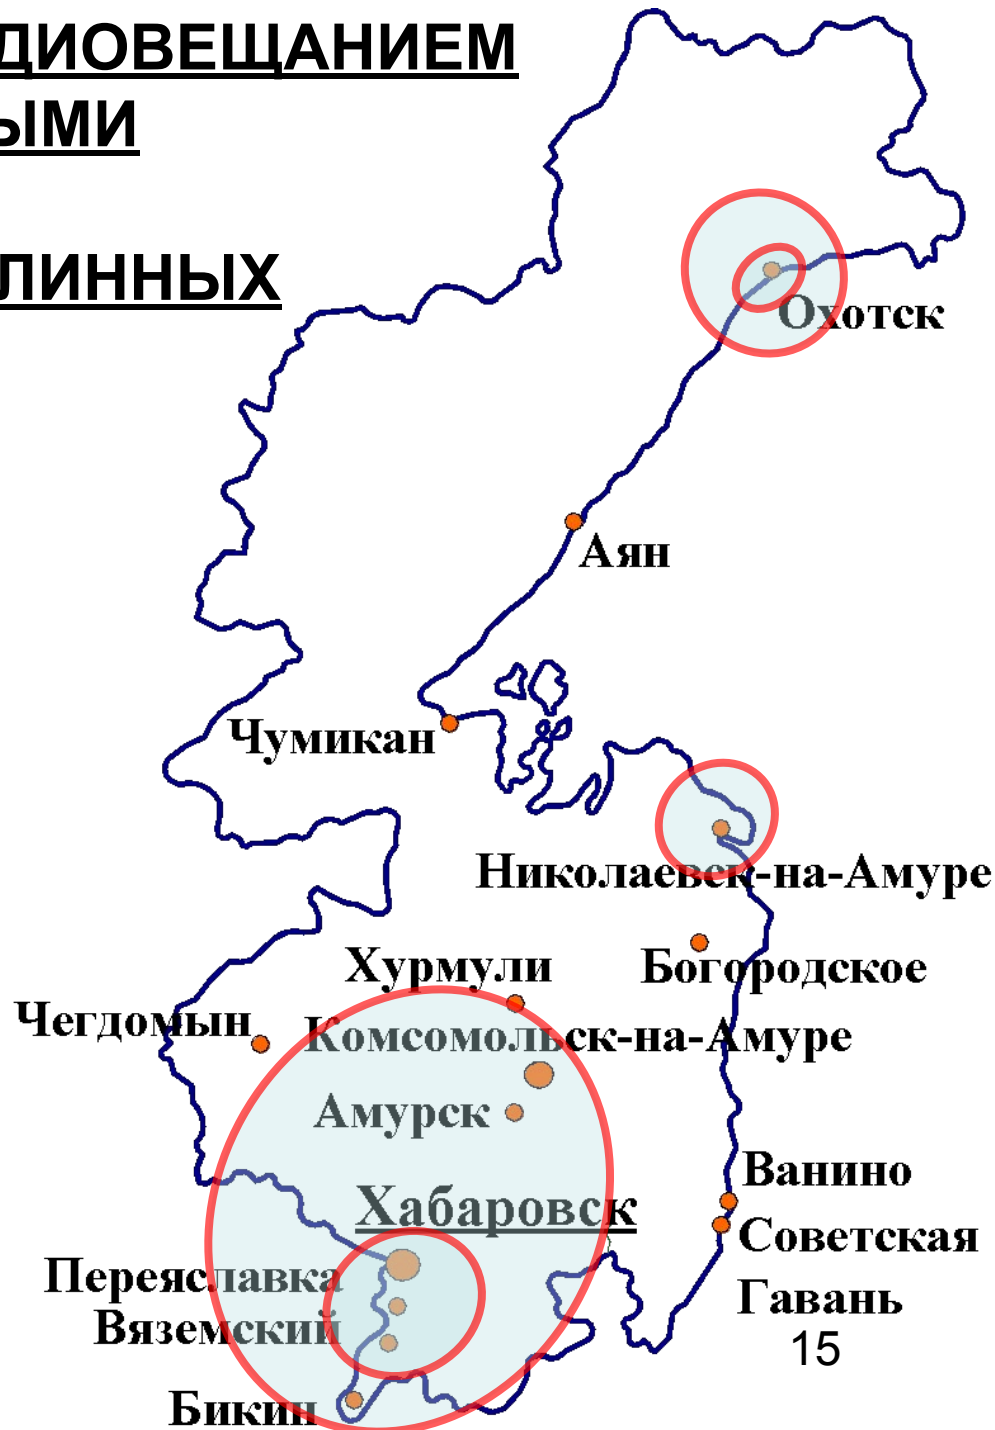 ДИОВЕЩАНИЕМ
ЫМИ
ЛИННЫХ
Охотск
Аян
Чумикан
Николаевск-на-Амуре
Хурмули
Богородское
Чегдомын
Комсомольск-на-Амуре
Амурск
Ванино
Хабаровск
Советская
Гавань
Переяславка
Вяземский
15
Бикин